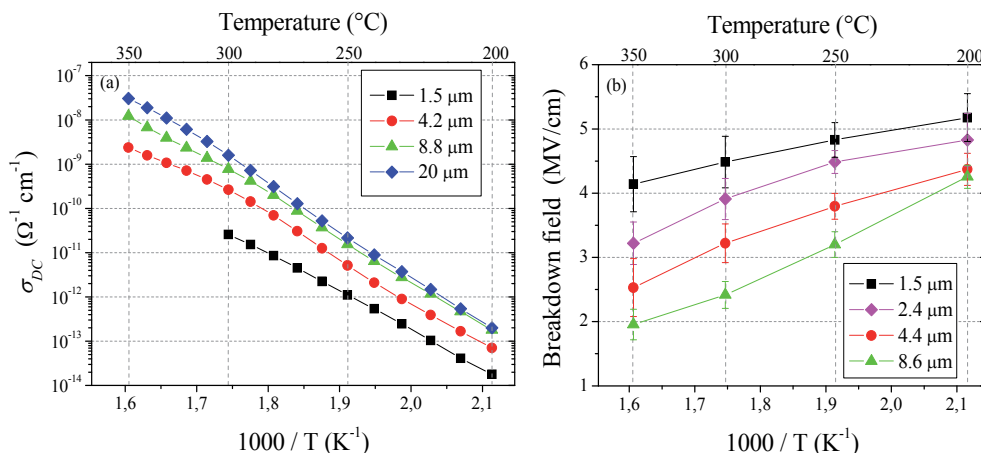 Temperature (°C)
350 300 250 200
(a)
10⁻⁷
10⁻⁸
10⁻⁹
10⁻¹⁰
10⁻¹¹
10⁻¹²
10⁻¹³
10⁻¹⁴
σDC (Ω⁻¹ cm⁻¹)
1.5 µm
4.2 µm
8.8 µm
20 µm
1,6 1,7 1,8 1,9 2,0 2,1
1000 / T (K⁻¹)
Temperature (°C)
350 300 250 200
(b)
6
5
4
3
2
1
Breakdown field (MV/cm)
1.5 µm
2.4 µm
4.4 µm
8.6 µm
1,6 1,7 1,8 1,9 2,0 2,1
1000 / T (K⁻¹)